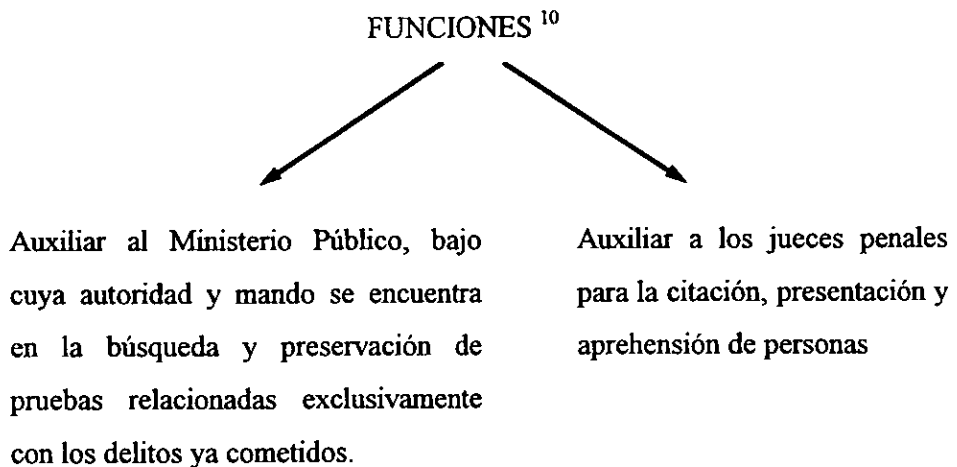 FUNCIONES 10
Auxiliar al Ministerio Público, bajo
cuya autoridad y mando se encuentra
en la búsqueda y preservación de
pruebas relacionadas exclusivamente
con los delitos ya cometidos.
Auxiliar a los jueces penales
para la citación, presentación y
aprehensión de personas